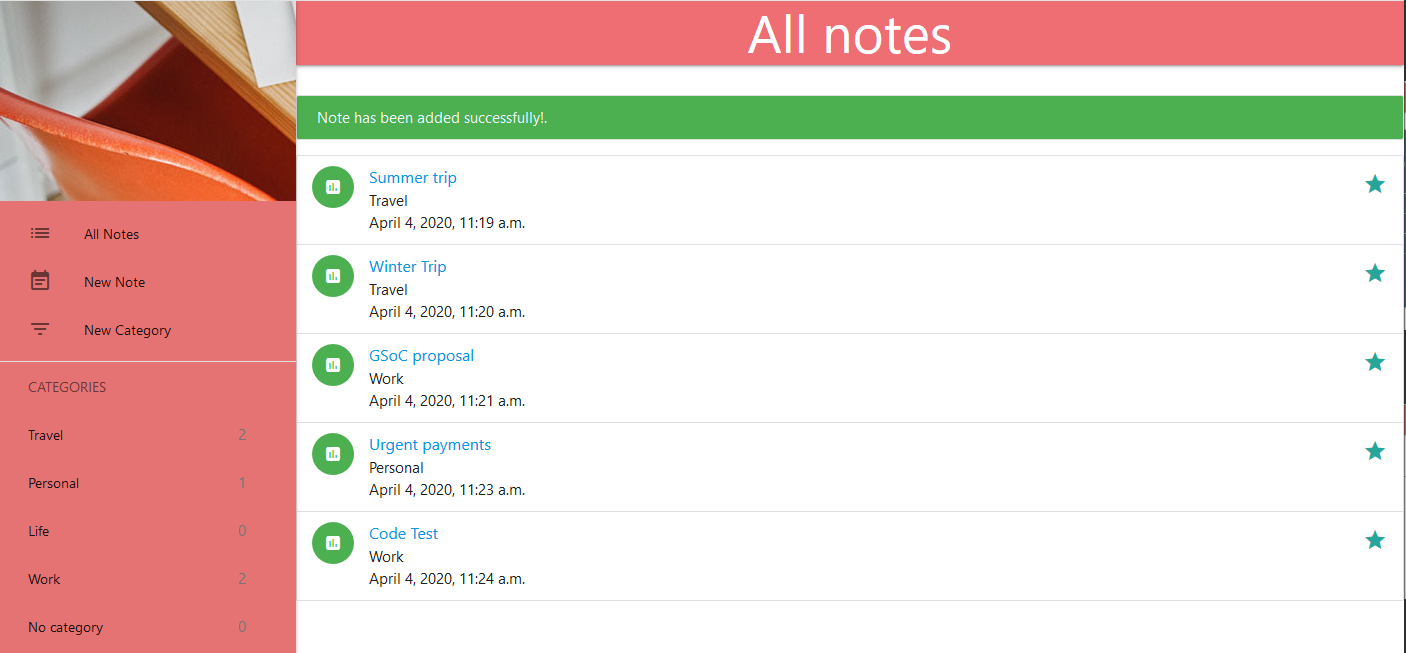 All notes
Note has been added successfully!.
All Notes
New Note
New Category
CATEGORIES
Travel 2
Personal 1
Life 0
Work 2
No category 0
Summer trip
Travel
April 4, 2020, 11:19 a.m.
Winter Trip
Travel
April 4, 2020, 11:20 a.m.
GSoC proposal
Work
April 4, 2020, 11:21 a.m.
Urgent payments
Personal
April 4, 2020, 11:23 a.m.
Code Test
Work
April 4, 2020, 11:24 a.m.